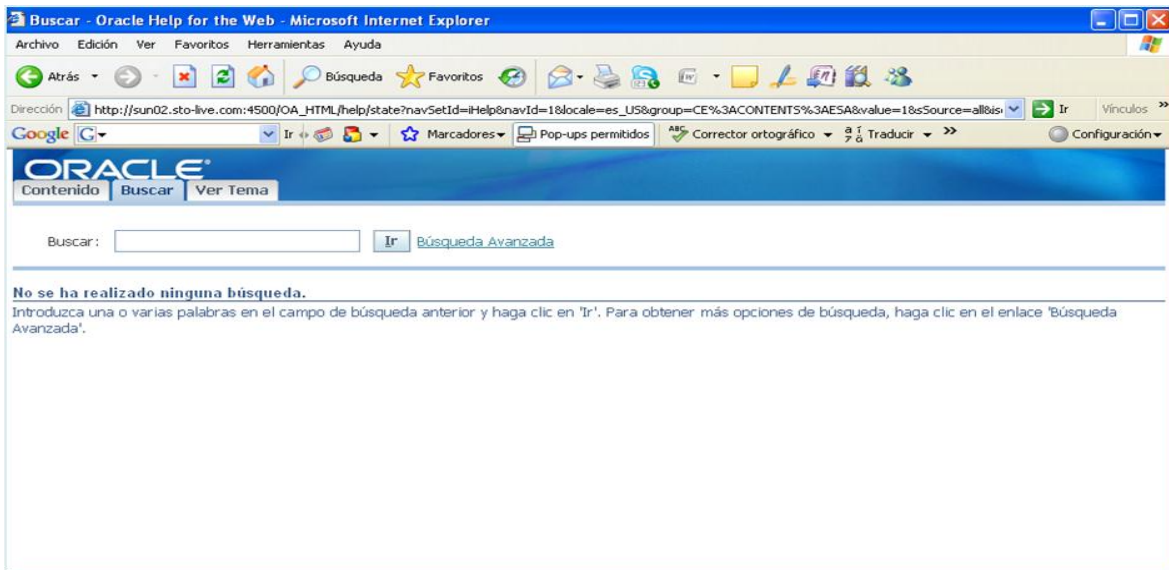 Buscar - Oracle Help for the Web - Microsoft Internet Explorer
Archivo Edición Ver Favoritos Herramientas Ayuda
Atrás Búsqueda Favoritos
Dirección http://sun02.sto-live.com:4500/OA_HTML/help/state?navSetId=iHelp&navId=1&locale=es_US&group=CE%3ACONTENTS%3AESA&value=1&sSource=all&is Ir Vínculos »
Google G Ir Marcadores Pop-ups permitidos ABC Corrector ortográfico Traducir » Configuración
ORACLE®
Contenido Buscar Ver Tema
Buscar: Ir Búsqueda Avanzada
No se ha realizado ninguna búsqueda.
Introduzca una o varias palabras en el campo de búsqueda anterior y haga clic en 'Ir'. Para obtener más opciones de búsqueda, haga clic en el enlace 'Búsqueda
Avanzada'.